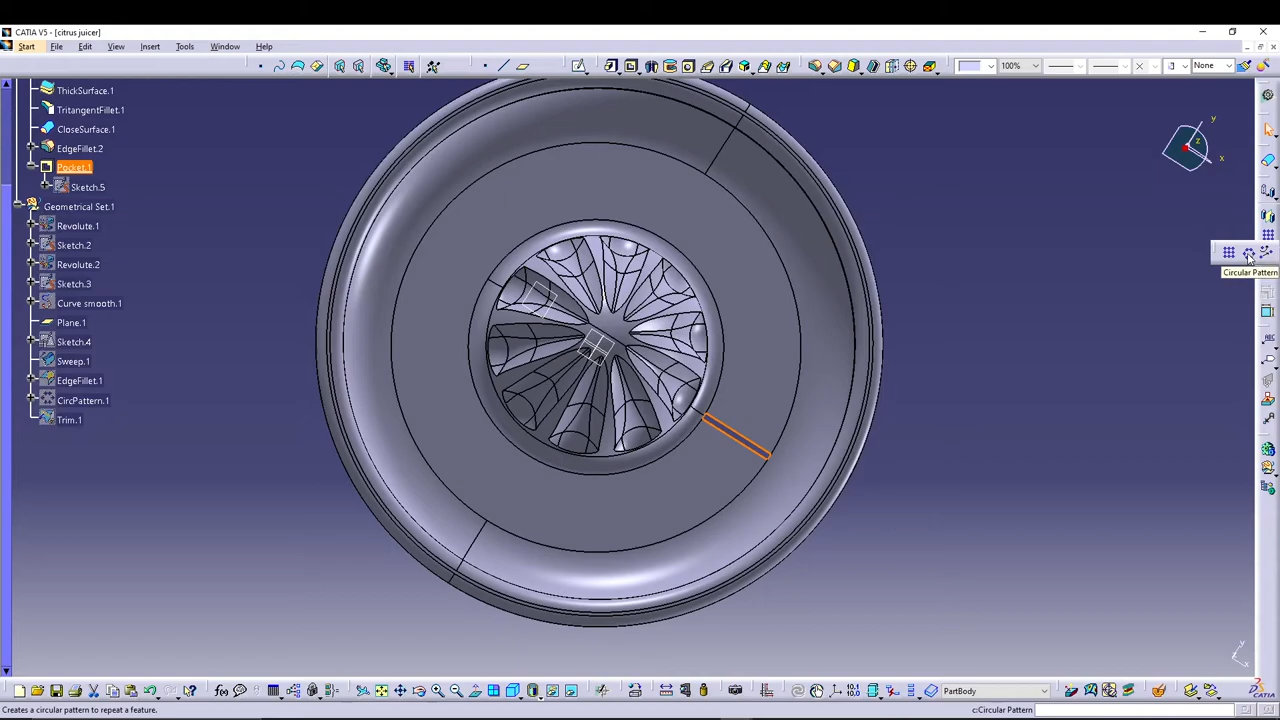 CATIA V5 - [citrus juicer]
Start File Edit View Insert Tools Window Help
100% None
ThickSurface.1
TritangentFillet.1
CloseSurface.1
EdgeFillet.2
Pocket.1
Sketch.5
Geometrical Set.1
Revolute.1
Sketch.2
Revolute.2
Sketch.3
Curve smooth.1
Plane.1
Sketch.4
Sweep.1
EdgeFillet.1
CircPattern.1
Trim.1
y
z
x
Circular Pattern
PartBody
Creates a circular pattern to repeat a feature.
c:Circular Pattern
CATIA